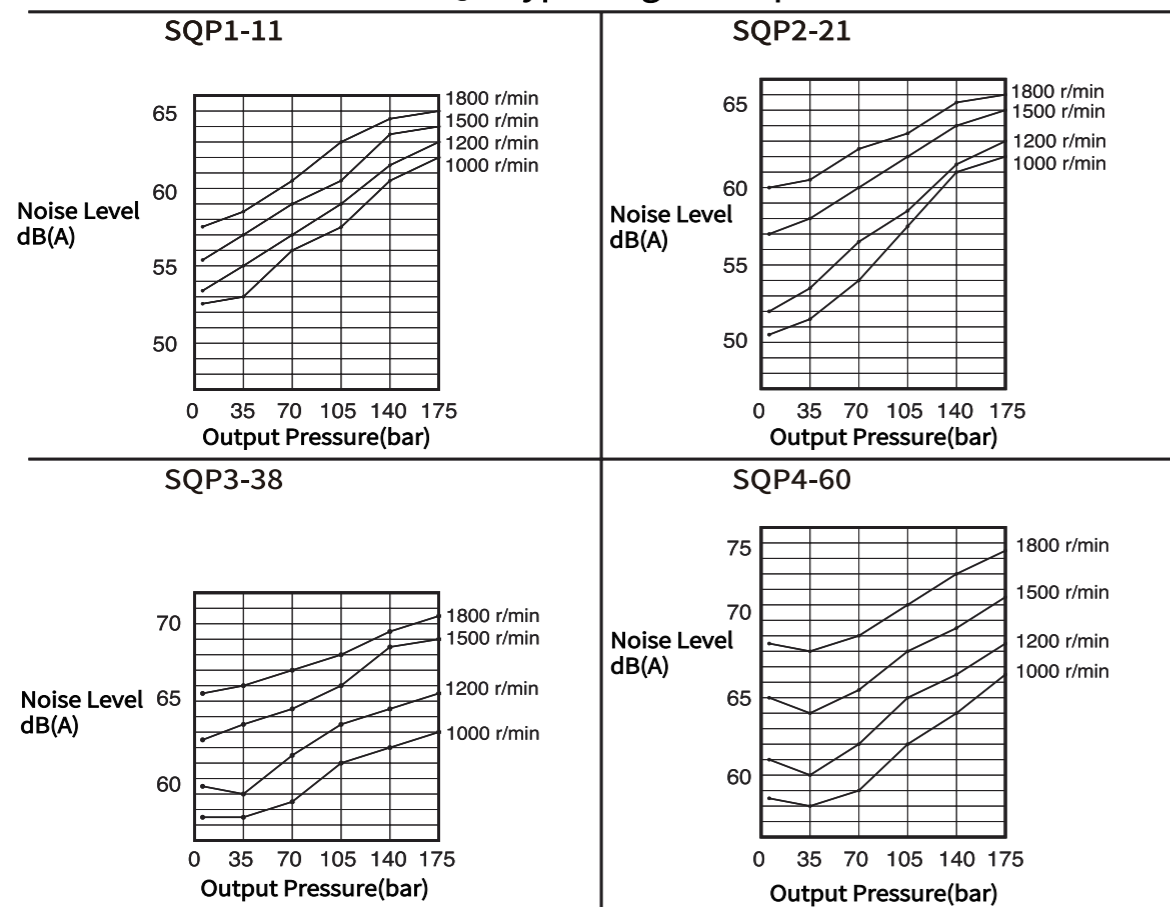 SQP1-11
65
60
55
50
Noise Level
dB(A)
1800 r/min
1500 r/min
1200 r/min
1000 r/min
0 35 70 105 140 175
Output Pressure(bar)
SQP2-21
65
60
55
50
Noise Level
dB(A)
1800 r/min
1500 r/min
1200 r/min
1000 r/min
0 35 70 105 140 175
Output Pressure(bar)
SQP3-38
70
65
60
Noise Level
dB(A)
1800 r/min
1500 r/min
1200 r/min
1000 r/min
0 35 70 105 140 175
Output Pressure(bar)
SQP4-60
75
70
65
60
Noise Level
dB(A)
1800 r/min
1500 r/min
1200 r/min
1000 r/min
0 35 70 105 140 175
Output Pressure(bar)